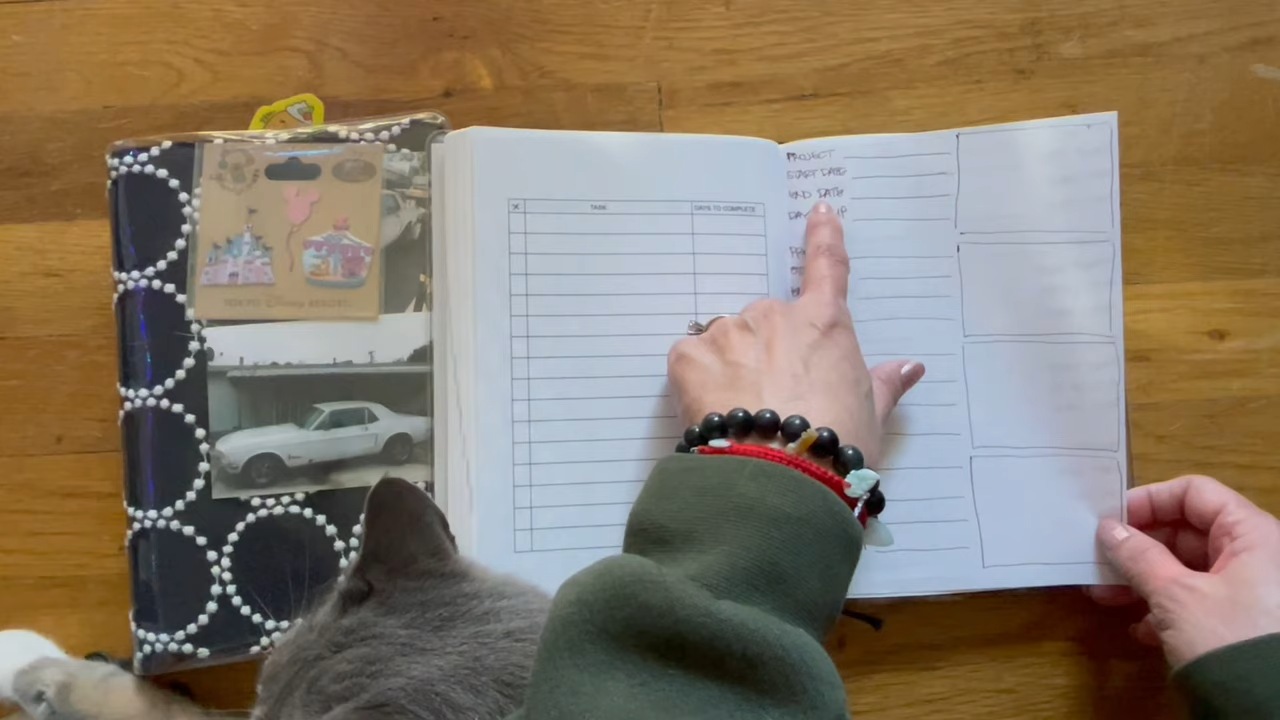 TOKYO Disney RESORT
X TASK DAYS TO COMPLETE
PROJECT
START DATE
END DATE